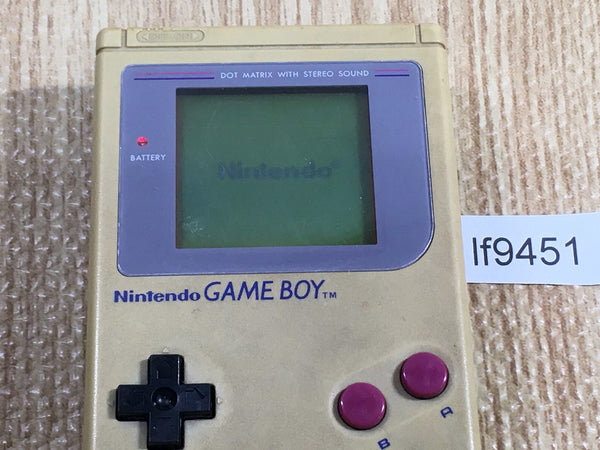 DOT MATRIX WITH STEREO SOUND
BATTERY
Nintendo®
lf9451
Nintendo GAME BOY™
A
B